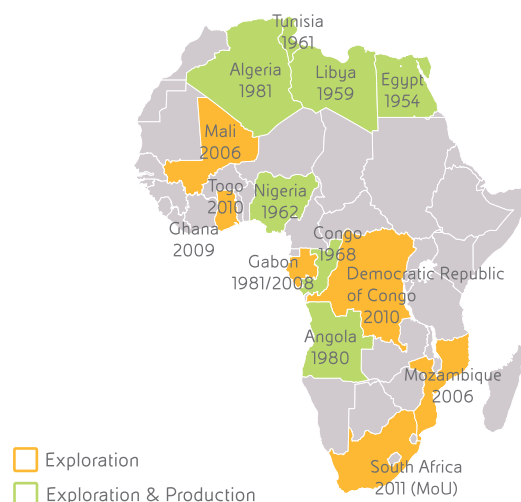 Tunisia
1961
Algeria
1981
Libya
1959
Egypt
1954
Mali
2006
Togo
2010
Nigeria
1962
Ghana
2009
Congo
1968
Gabon
1981/2008
Democratic Republic
of Congo
2010
Angola
1980
Mozambique
2006
South Africa
2011 (MoU)
Exploration
Exploration & Production